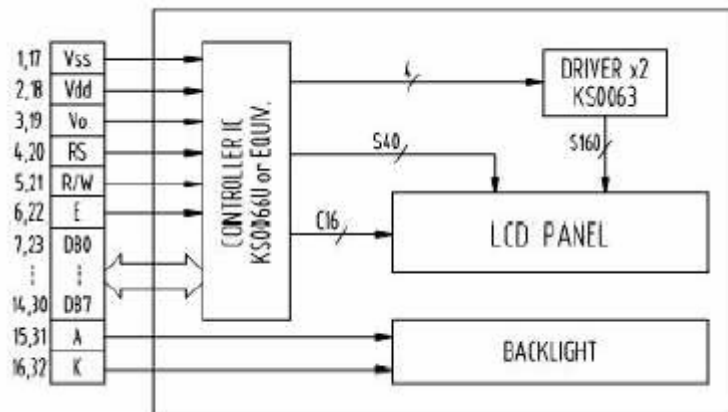 1,17 Vss
2,18 Vdd
3,19 Vo
4,20 RS
5,21 R/W
6,22 E
7,23 DB0
14,30 DB7
15,31 A
16,32 K
CONTROLLER IC
KS0066U or EQUIV.
4
S40
C16
DRIVER x2
KS0063
S160
LCD PANEL
BACKLIGHT